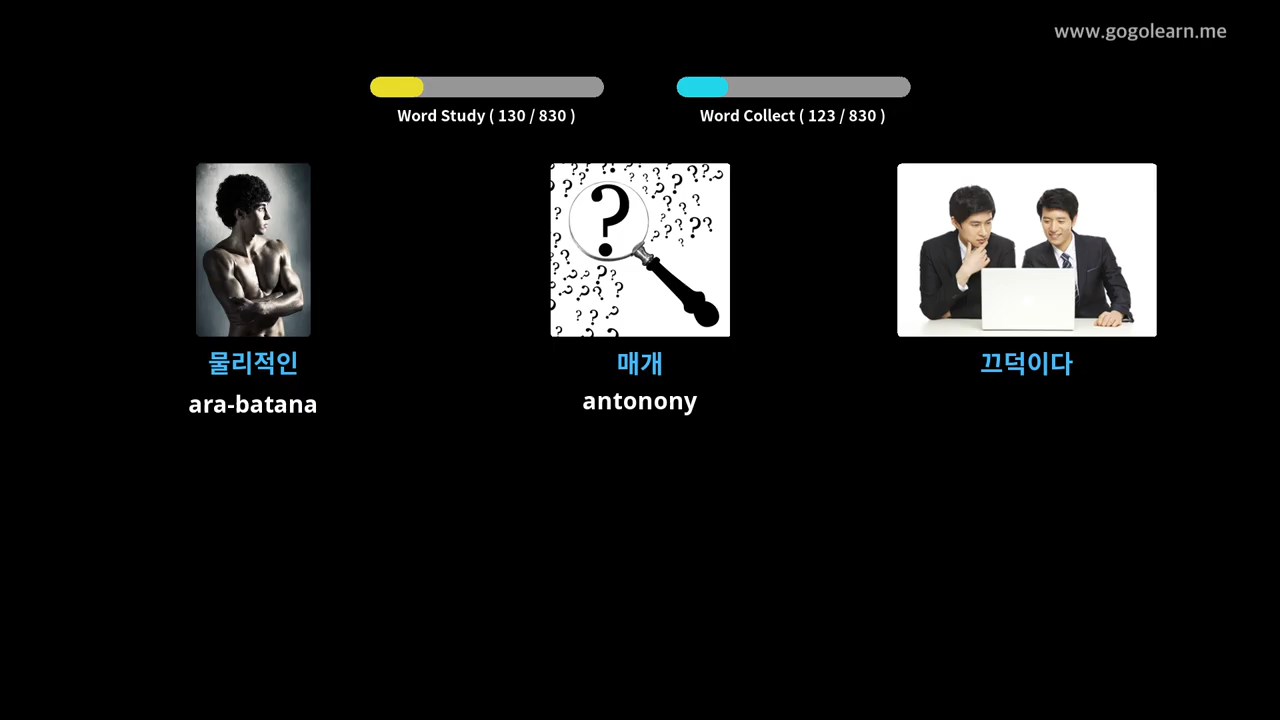 www.gogolearn.me
Word Study ( 130 / 830 )
Word Collect ( 123 / 830 )
물리적인
매개
끄덕이다
ara-batana
antonony